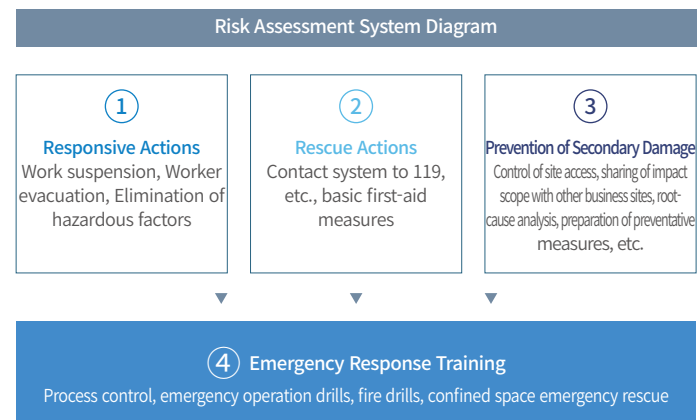 Risk Assessment System Diagram
1
Responsive Actions
Work suspension, Worker
evacuation, Elimination of
hazardous factors
2
Rescue Actions
Contact system to 119,
etc., basic first-aid
measures
3
Prevention of Secondary Damage
Control of site access, sharing of impact
scope with other business sites, root-
cause analysis, preparation of preventative
measures, etc.
4 Emergency Response Training
Process control, emergency operation drills, fire drills, confined space emergency rescue